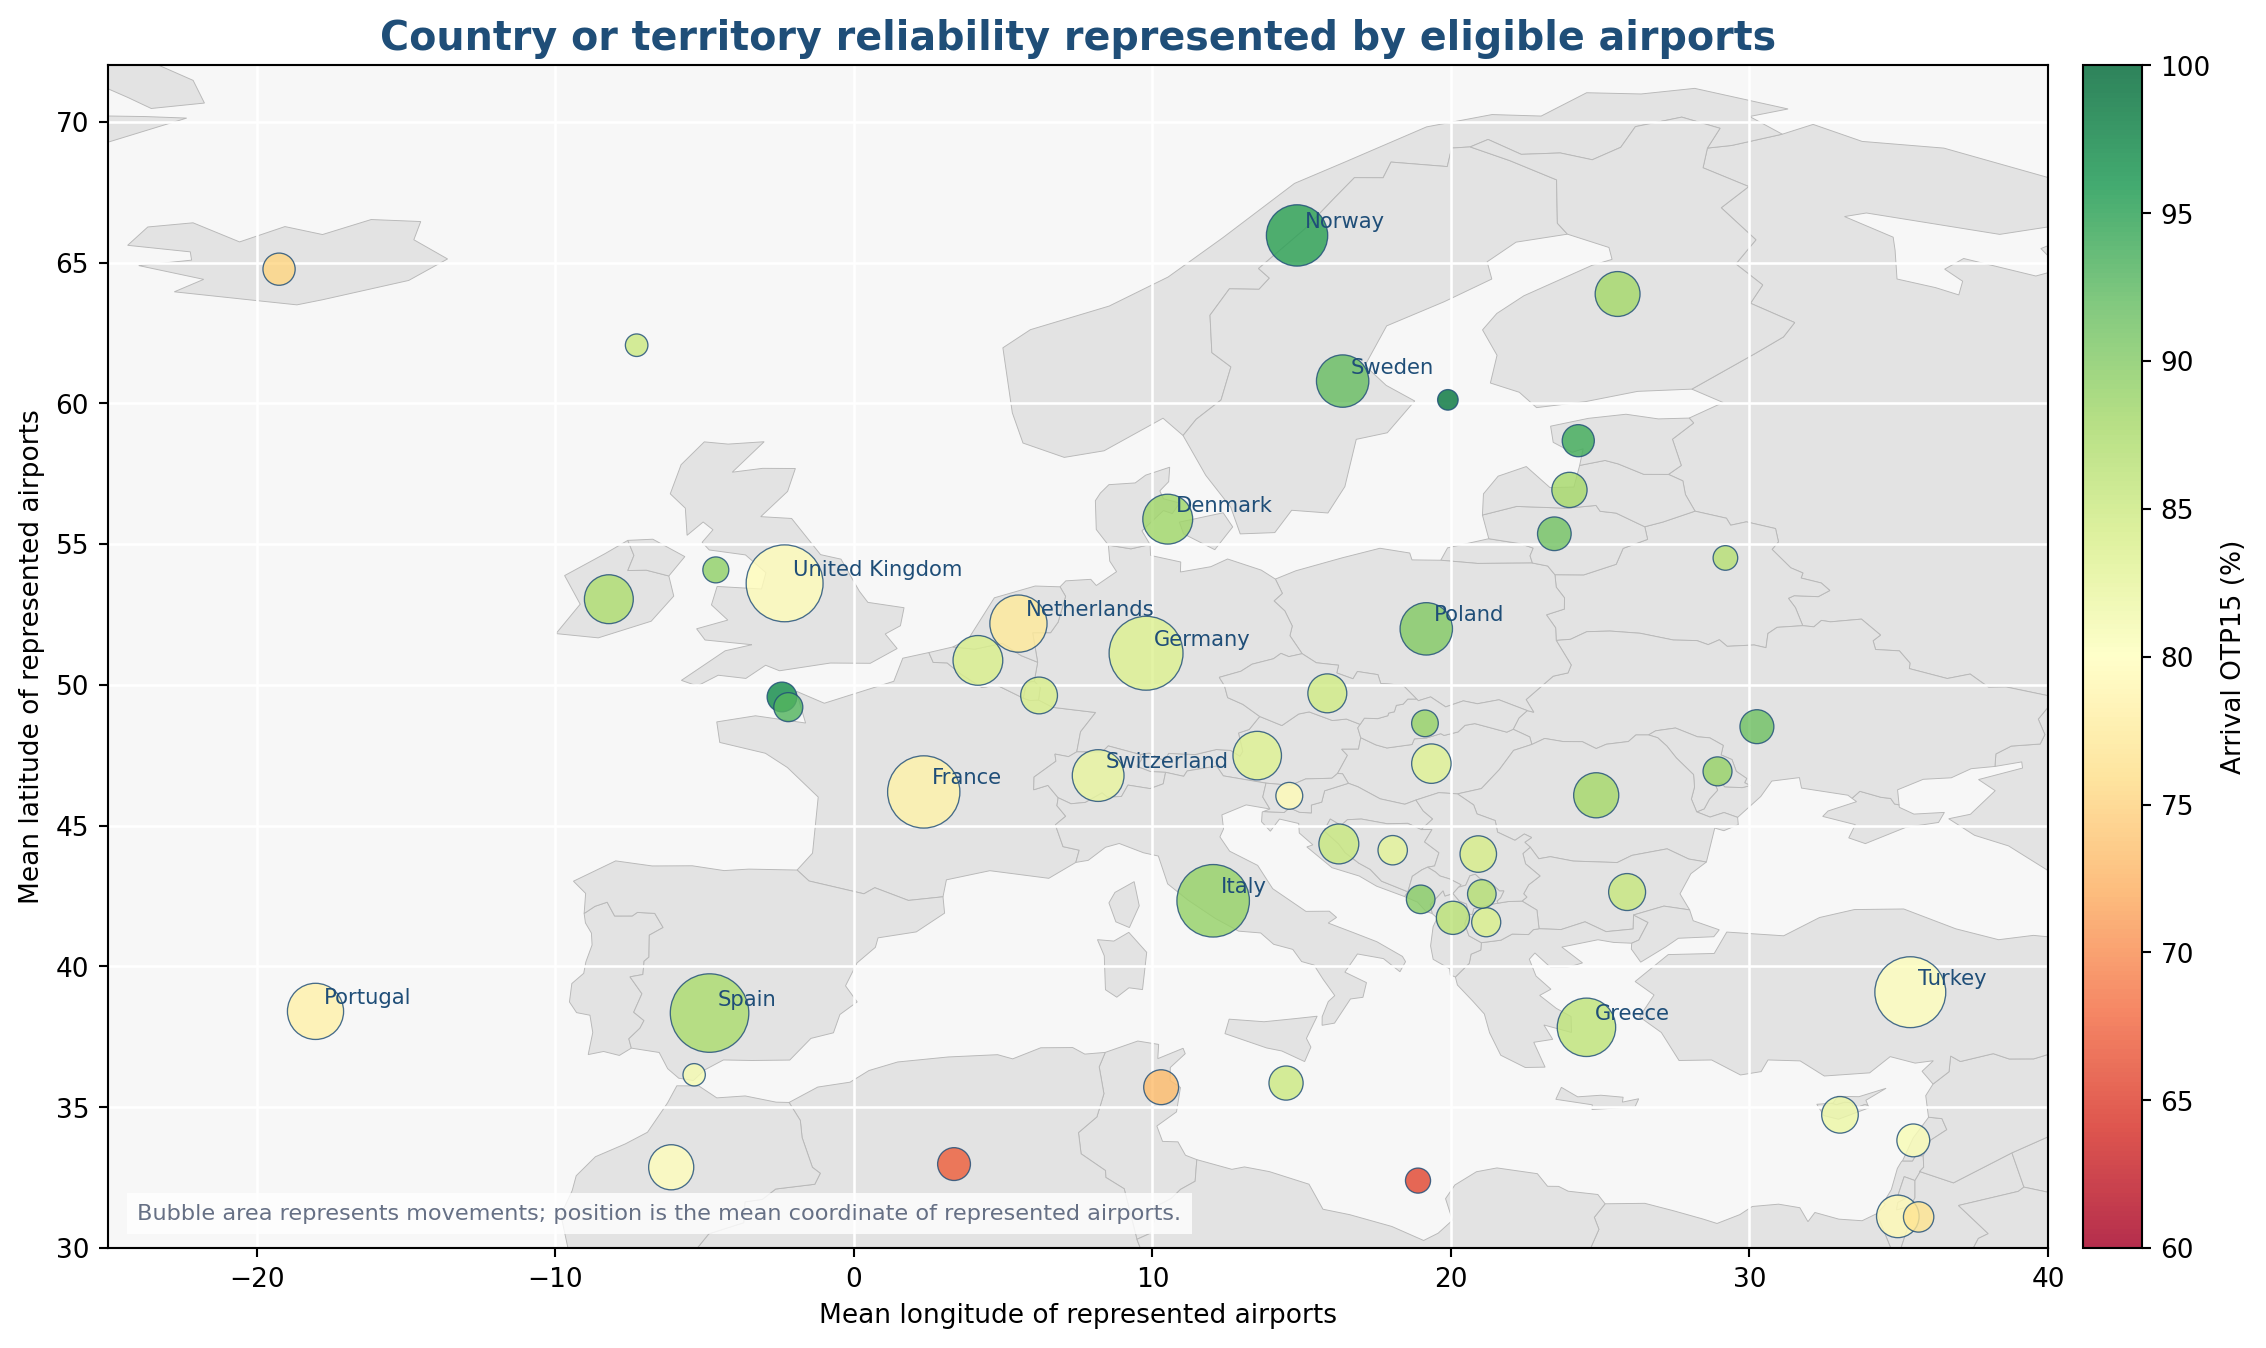 Country or territory reliability represented by eligible airports
100
95
90
85
80
75
70
65
60
Arrival OTP15 (%)
70
65
60
55
50
45
40
35
30
Mean latitude of represented airports
Norway
Sweden
Denmark
United Kingdom
Netherlands
Poland
Germany
Switzerland
France
Italy
Portugal
Spain
Turkey
Greece
Bubble area represents movements; position is the mean coordinate of represented airports.
−20
−10
0
10
20
30
40
Mean longitude of represented airports